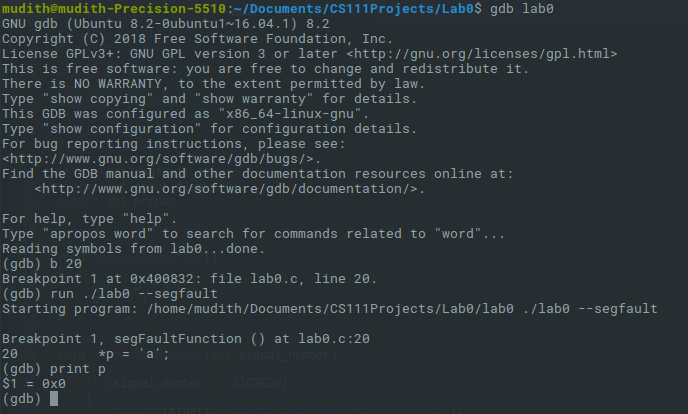 mudith@mudith-Precision-5510:~/Documents/CS111Projects/Lab0$ gdb lab0
GNU gdb (Ubuntu 8.2-0ubuntu1~16.04.1) 8.2
Copyright (C) 2018 Free Software Foundation, Inc.
License GPLv3+: GNU GPL version 3 or later <http://gnu.org/licenses/gpl.html>
This is free software: you are free to change and redistribute it.
There is NO WARRANTY, to the extent permitted by law.
Type "show copying" and "show warranty" for details.
This GDB was configured as "x86_64-linux-gnu".
Type "show configuration" for configuration details.
For bug reporting instructions, please see:
<http://www.gnu.org/software/gdb/bugs/>.
Find the GDB manual and other documentation resources online at:
    <http://www.gnu.org/software/gdb/documentation/>.

For help, type "help".
Type "apropos word" to search for commands related to "word"...
Reading symbols from lab0...done.
(gdb) b 20
Breakpoint 1 at 0x400832: file lab0.c, line 20.
(gdb) run ./lab0 --segfault
Starting program: /home/mudith/Documents/CS111Projects/Lab0/lab0 ./lab0 --segfault

Breakpoint 1, segFaultFunction () at lab0.c:20
20          *p = 'a';
(gdb) print p
$1 = 0x0
(gdb)